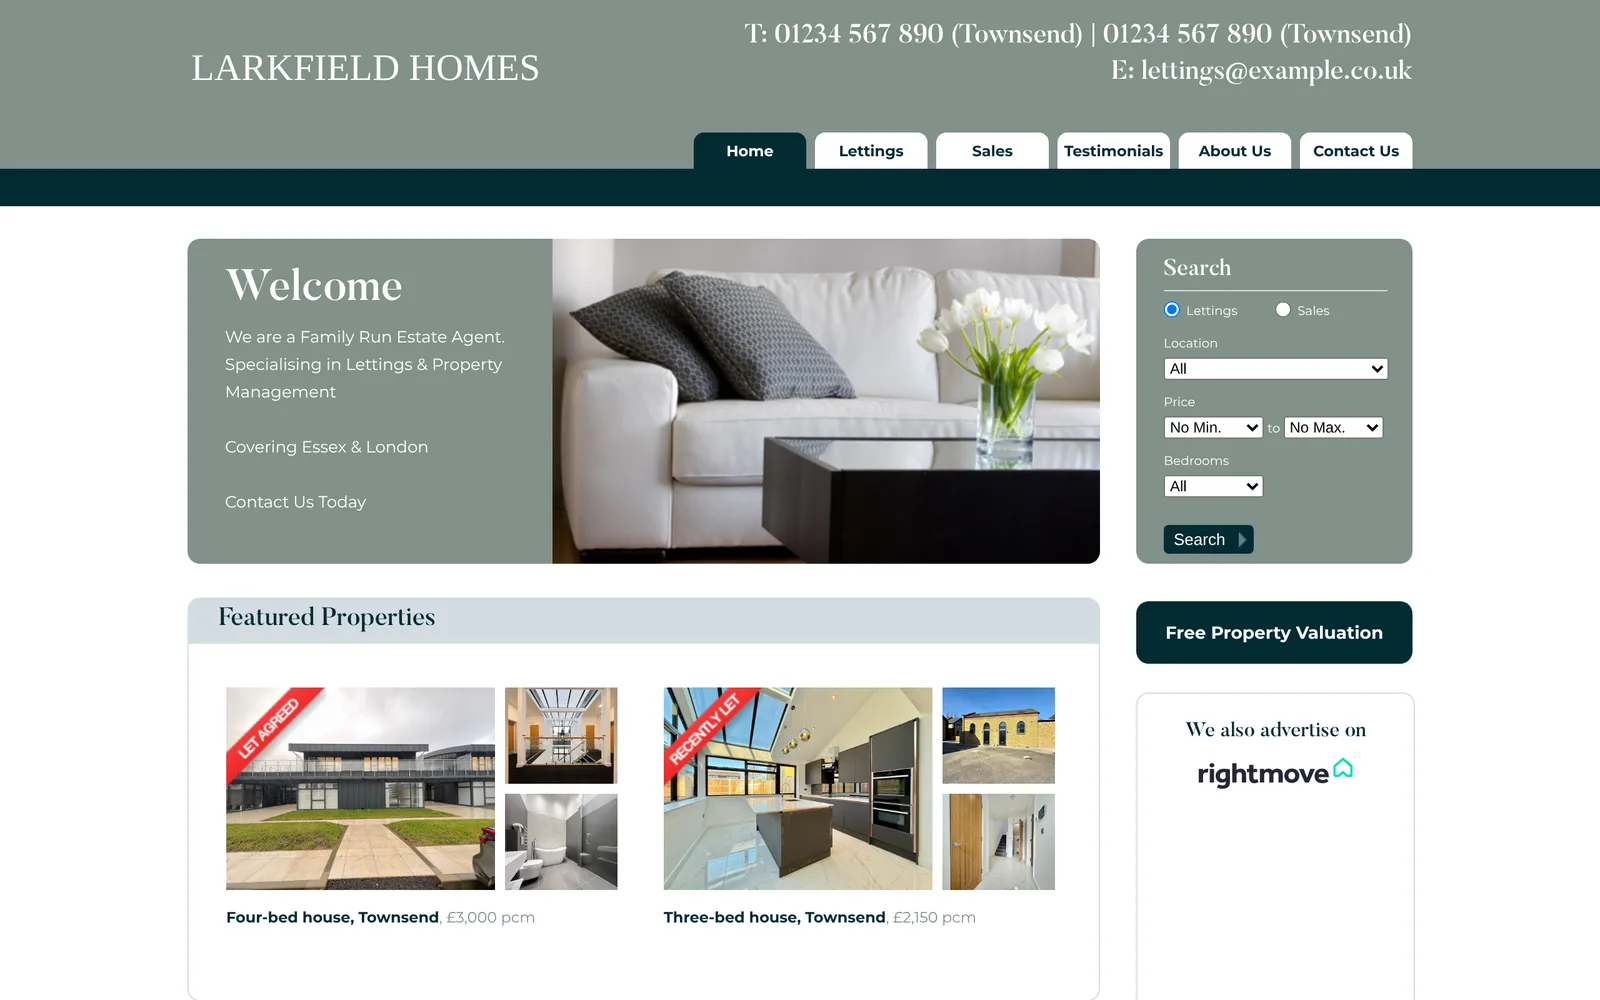 LARKFIELD HOMES
T: 01234 567 890 (Townsend) | 01234 567 890 (Townsend)
E: lettings@example.co.uk
Home
Lettings
Sales
Testimonials
About Us
Contact Us
Welcome
We are a Family Run Estate Agent.
Specialising in Lettings & Property
Management
Covering Essex & London
Contact Us Today
Search
Lettings
Sales
Location
All
Price
No Min. to No Max.
Bedrooms
All
Search
Featured Properties
LET AGREED
RECENTLY LET
Four-bed house, Townsend, £3,000 pcm
Three-bed house, Townsend, £2,150 pcm
Free Property Valuation
We also advertise on
rightmove